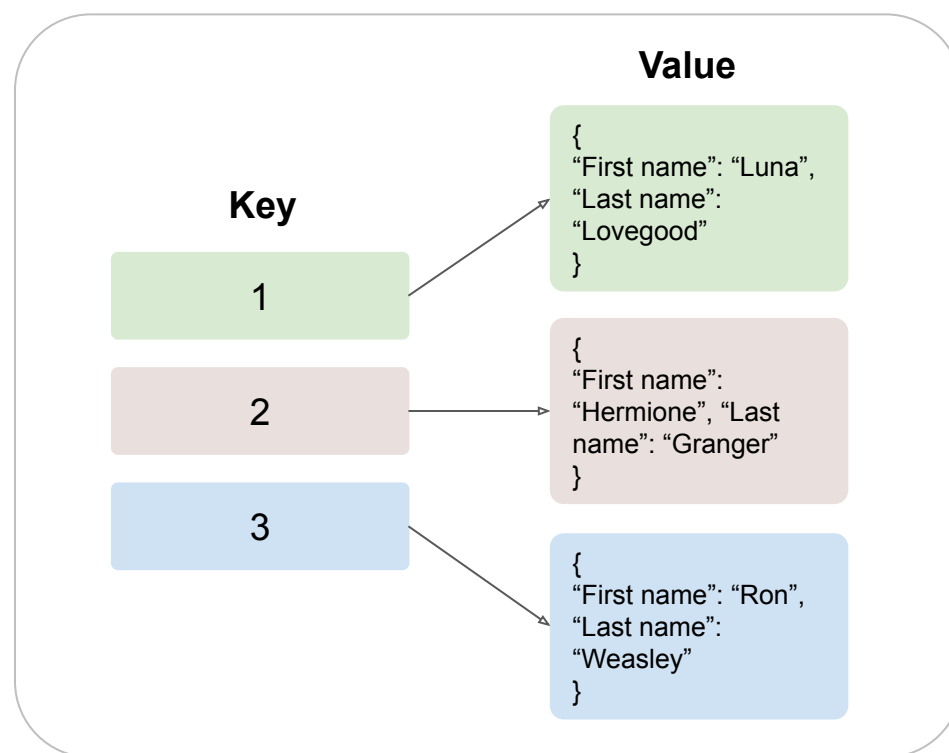 Key
1
2
3
Value
{
“First name”: “Luna”,
“Last name”:
“Lovegood”
}
{
“First name”:
“Hermione”, “Last
name”: “Granger”
}
{
“First name”: “Ron”,
“Last name”:
“Weasley”
}